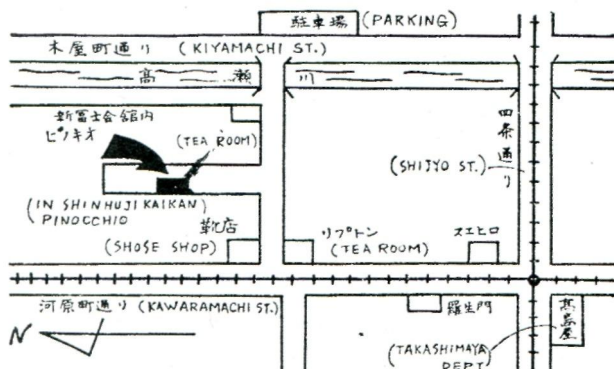 駐車場 (PARKING)
木屋町通り (KIYAMACHI ST.)
高瀬川
新冨士会館内
ピノキオ
(TEA ROOM)
四条通り
(SHIJYO ST.)
(IN SHINHUJI KAIKAN)
PINOCCHIO
靴店
(SHOSE SHOP)
リプトン
(TEA ROOM)
スエヒロ
河原町通り (KAWARAMACHI ST.)
羅生門
高島屋
(TAKASHIMAYA
DEPT
N